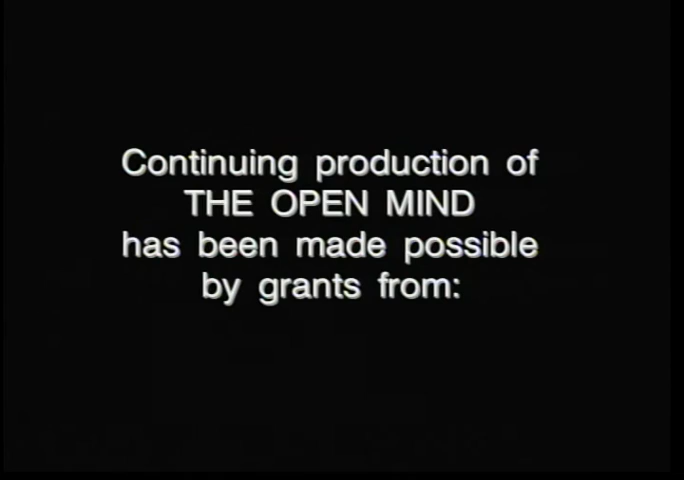 Continuing production of
THE OPEN MIND
has been made possible
by grants from: